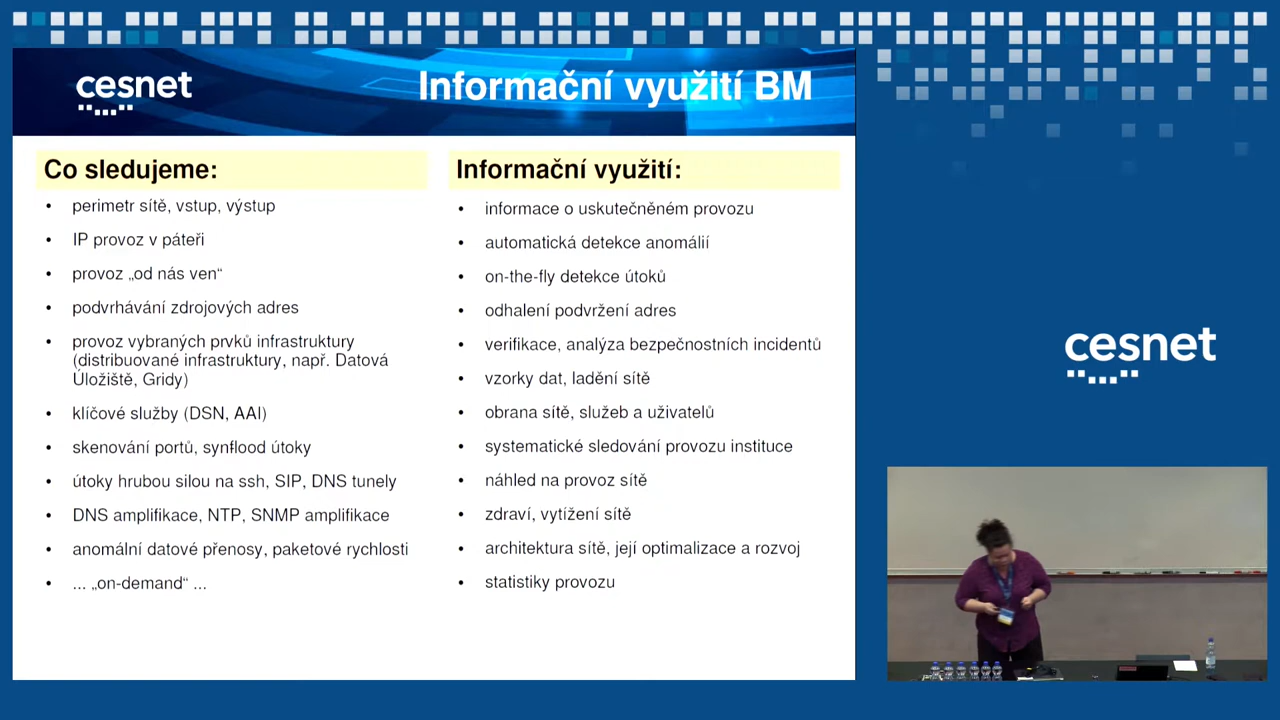 cesnet
Informační využití BM
Co sledujeme:
• perimetr sítě, vstup, výstup
• IP provoz v páteři
• provoz „od nás ven“
• podvrhávání zdrojových adres
• provoz vybraných prvků infrastruktury
(distribuované infrastruktury, např. Datová
Úložiště, Gridy)
• klíčové služby (DSN, AAI)
• skenování portů, synflood útoky
• útoky hrubou silou na ssh, SIP, DNS tunely
• DNS amplifikace, NTP, SNMP amplifikace
• anomální datové přenosy, paketové rychlosti
• ... „on-demand“ ...
Informační využití:
• informace o uskutečněném provozu
• automatická detekce anomálií
• on-the-fly detekce útoků
• odhalení podvržení adres
• verifikace, analýza bezpečnostních incidentů
• vzorky dat, ladění sítě
• obrana sítě, služeb a uživatelů
• systematické sledování provozu instituce
• náhled na provoz sítě
• zdraví, vytížení sítě
• architektura sítě, její optimalizace a rozvoj
• statistiky provozu
cesnet